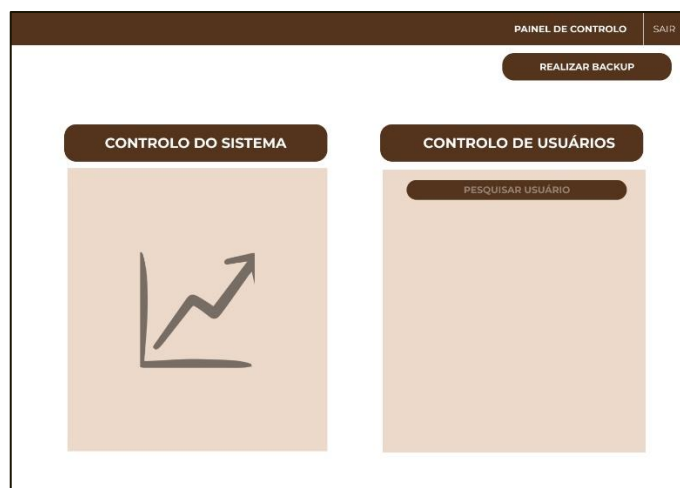 PAINEL DE CONTROLO SAIR
REALIZAR BACKUP
CONTROLO DO SISTEMA
CONTROLO DE USUÁRIOS
PESQUISAR USUÁRIO